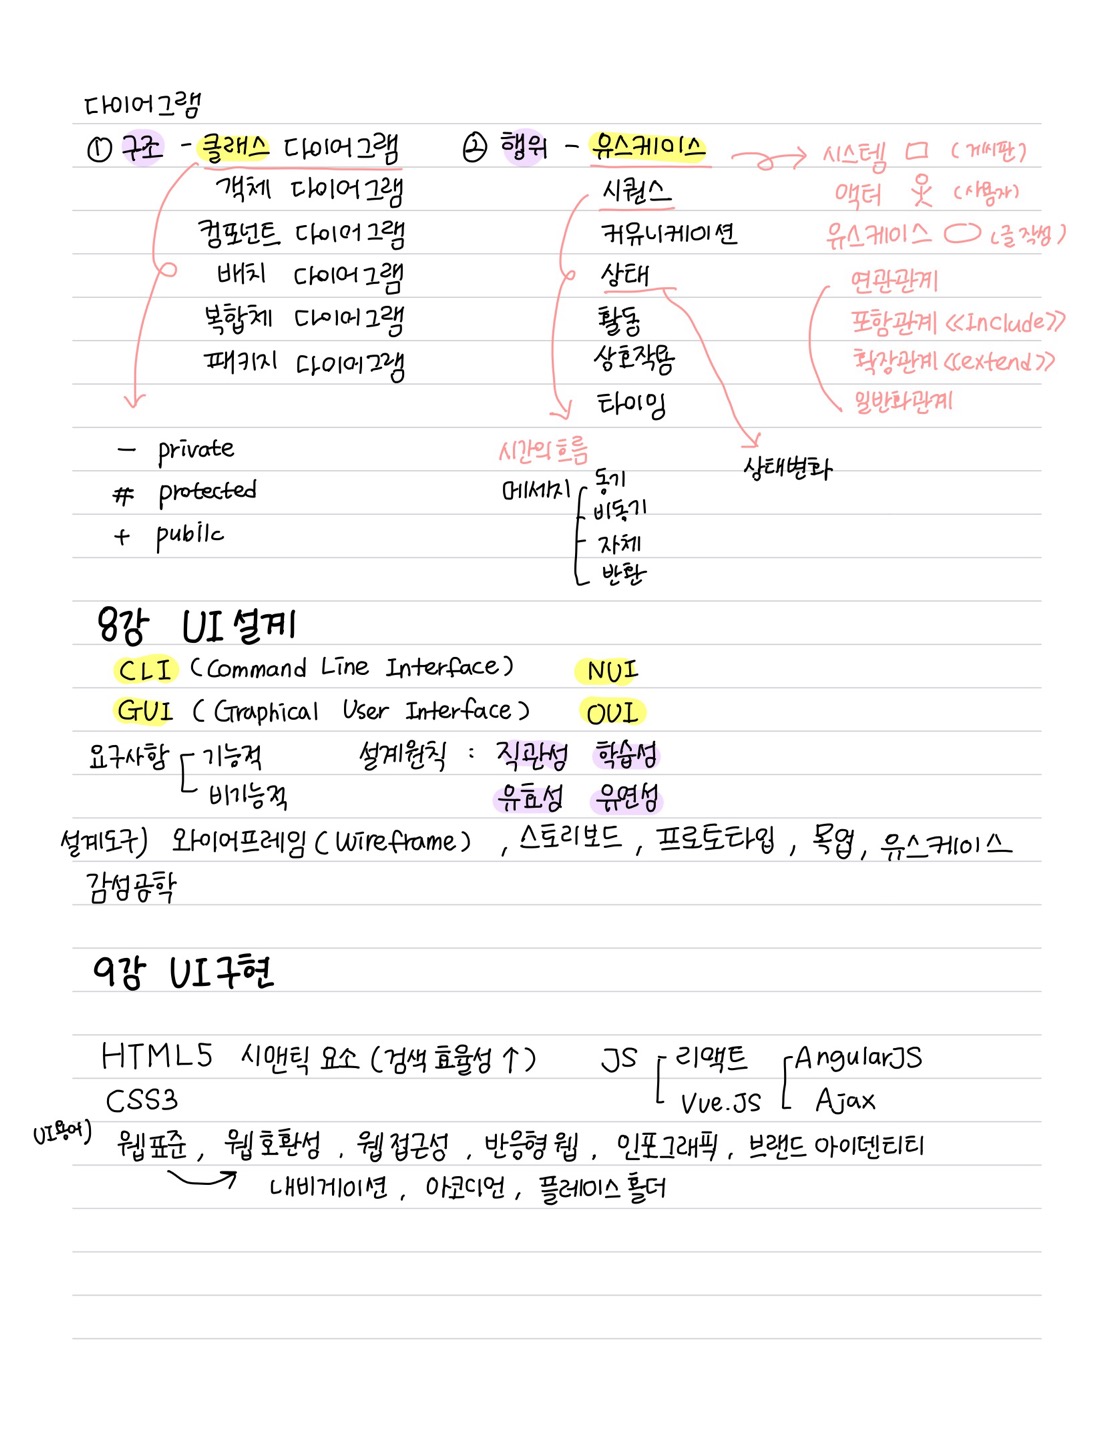 다이어그램
① 구조 - 클래스 다이어그램
객체 다이어그램
컴포넌트 다이어그램
배치 다이어그램
복합체 다이어그램
패키지 다이어그램
- private
# protected
+ pubilc
② 행위 - 유스케이스
시퀀스
커뮤니케이션
상태
활동
상호작용
타이밍
시스템 □ (게시판)
액터 (사용자)
유스케이스 (글작성)
연관관계
포함관계 <<Include>>
확장관계 <<extend>>
일반화관계
시간의흐름
메세지 동기
비동기
자체
반환
상태변화
8강 UI 설계
CLI (Command Line Interface) NUI
GUI (Graphical User Interface) OUI
요구사항 기능적 설계원칙 : 직관성 학습성
비기능적 유효성 유연성
설계도구) 와이어프레임 (Wireframe) , 스토리보드 , 프로토타입 , 목업, 유스케이스
감성공학
9강 UI 구현
HTML5 시맨틱 요소 (검색 효율성 ↑) JS 리액트 AngularJS
CSS3 Vue.JS Ajax
UI용어)
웹표준 , 웹 호환성 , 웹 접근성 , 반응형 웹 , 인포그래픽 , 브랜드 아이덴티티
내비게이션 , 아코디언 , 플레이스 홀더